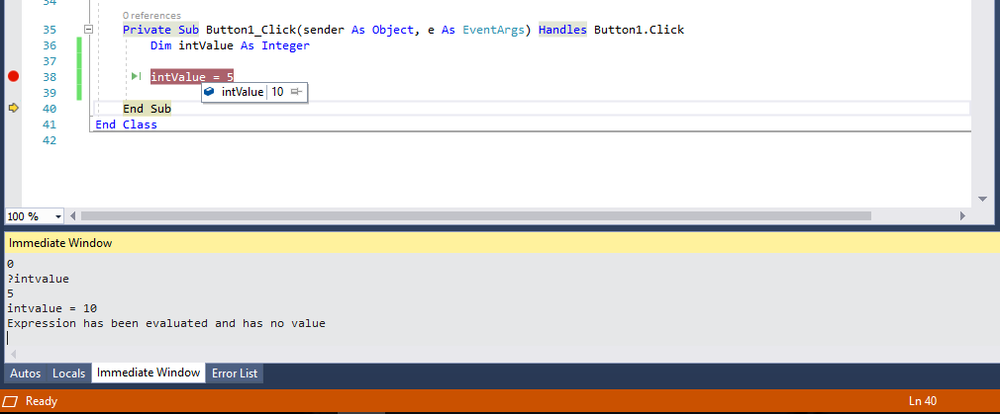 34
0 references
35 Private Sub Button1_Click(sender As Object, e As EventArgs) Handles Button1.Click
36 Dim intValue As Integer
37
38 intValue = 5
39 intValue 10
40 End Sub
41 End Class
42
100 %
Immediate Window
0
?intvalue
5
intvalue = 10
Expression has been evaluated and has no value
Autos Locals Immediate Window Error List
Ready Ln 40